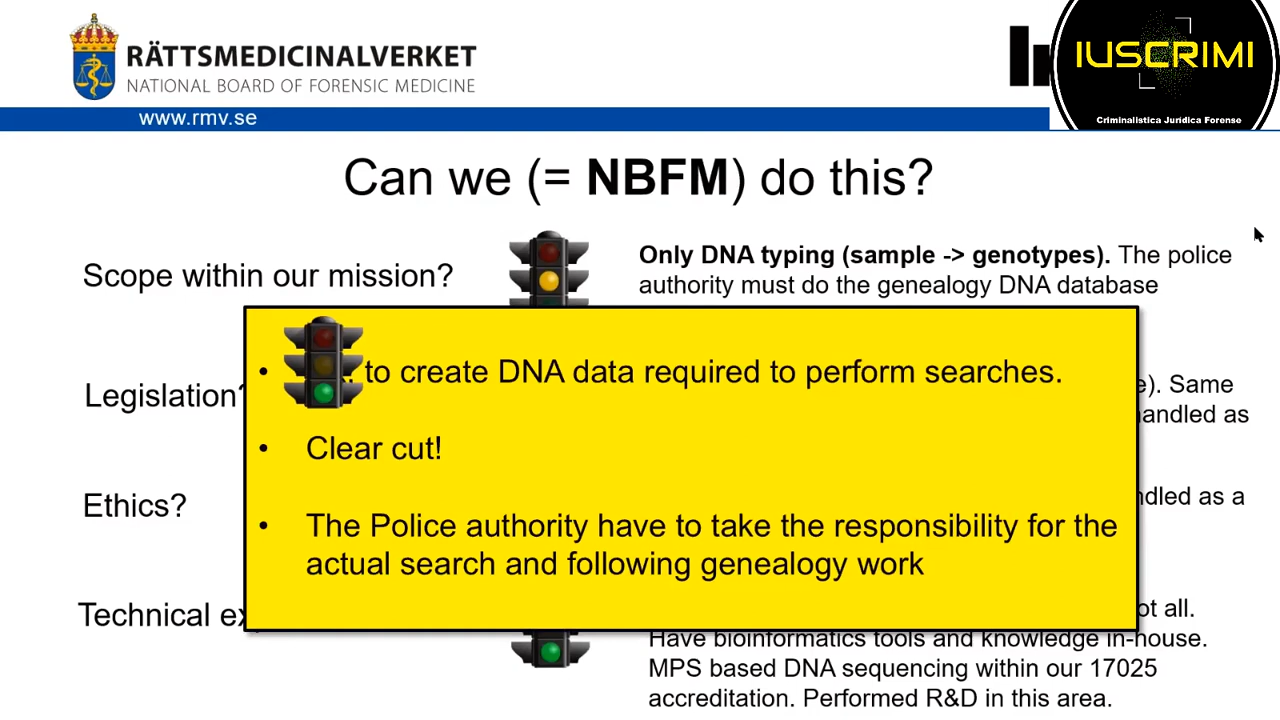 RÄTTSMEDICINALVERKET
NATIONAL BOARD OF FORENSIC MEDICINE
www.rmv.se
IUSCRIMI
Criminalística Jurídica Forense
Can we (= NBFM) do this?
Scope within our mission?
Only DNA typing (sample -> genotypes). The police
authority must do the genealogy DNA database
Legislation?
Same
handled as
Ethics?
as a
Technical
all.
Have bioinformatics tools and knowledge in-house.
MPS based DNA sequencing within our 17025
accreditation. Performed R&D in this area.
• to create DNA data required to perform searches.
• Clear cut!
• The Police authority have to take the responsibility for the
actual search and following genealogy work